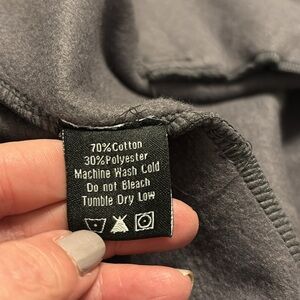 70%Cotton
30%Polyester
Machine Wash Cold
Do not Bleach
Tumble Dry Low